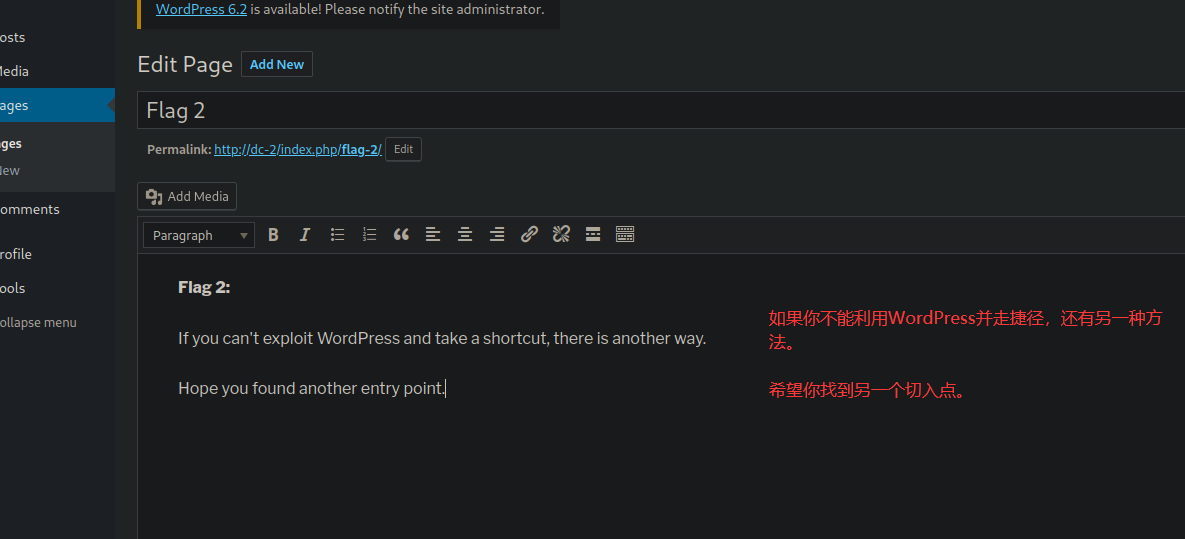 WordPress 6.2 is available! Please notify the site administrator.
osts
Media
ages
ages
New
omments
rofile
ools
ollapse menu
Edit Page Add New
Flag 2
Permalink: http://dc-2/index.php/flag-2/ Edit
Add Media
Paragraph B I
Flag 2:
If you can't exploit WordPress and take a shortcut, there is another way.
Hope you found another entry point.
如果你不能利用WordPress并走捷径，还有另一种方
法。
希望你找到另一个切入点。